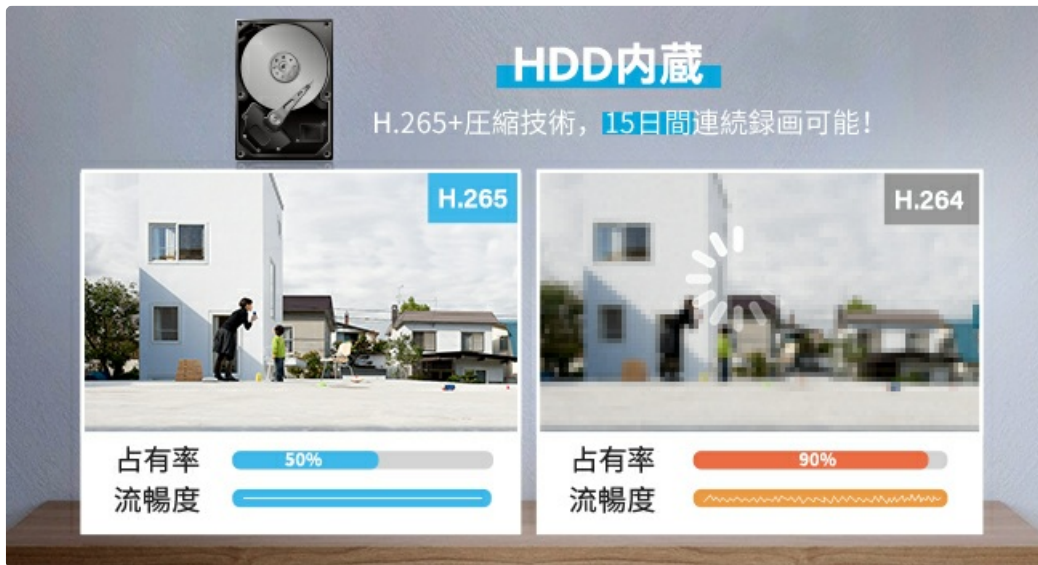 HDD内蔵
H.265+圧縮技術，15日間連続録画可能！
H.265
占有率 50%
流暢度
H.264
占有率 90%
流暢度